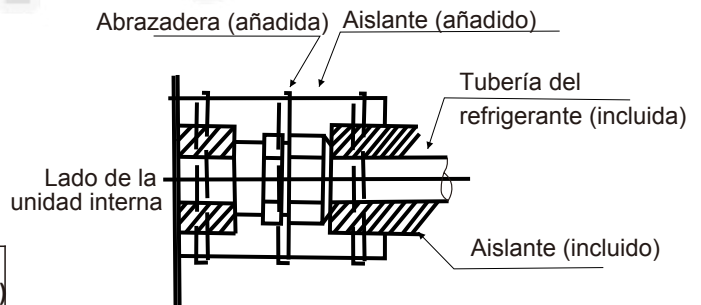 Abrazadera (añadida) Aislante (añadido)
Tubería del
refrigerante (incluida)
Lado de la
unidad interna
Aislante (incluido)
)